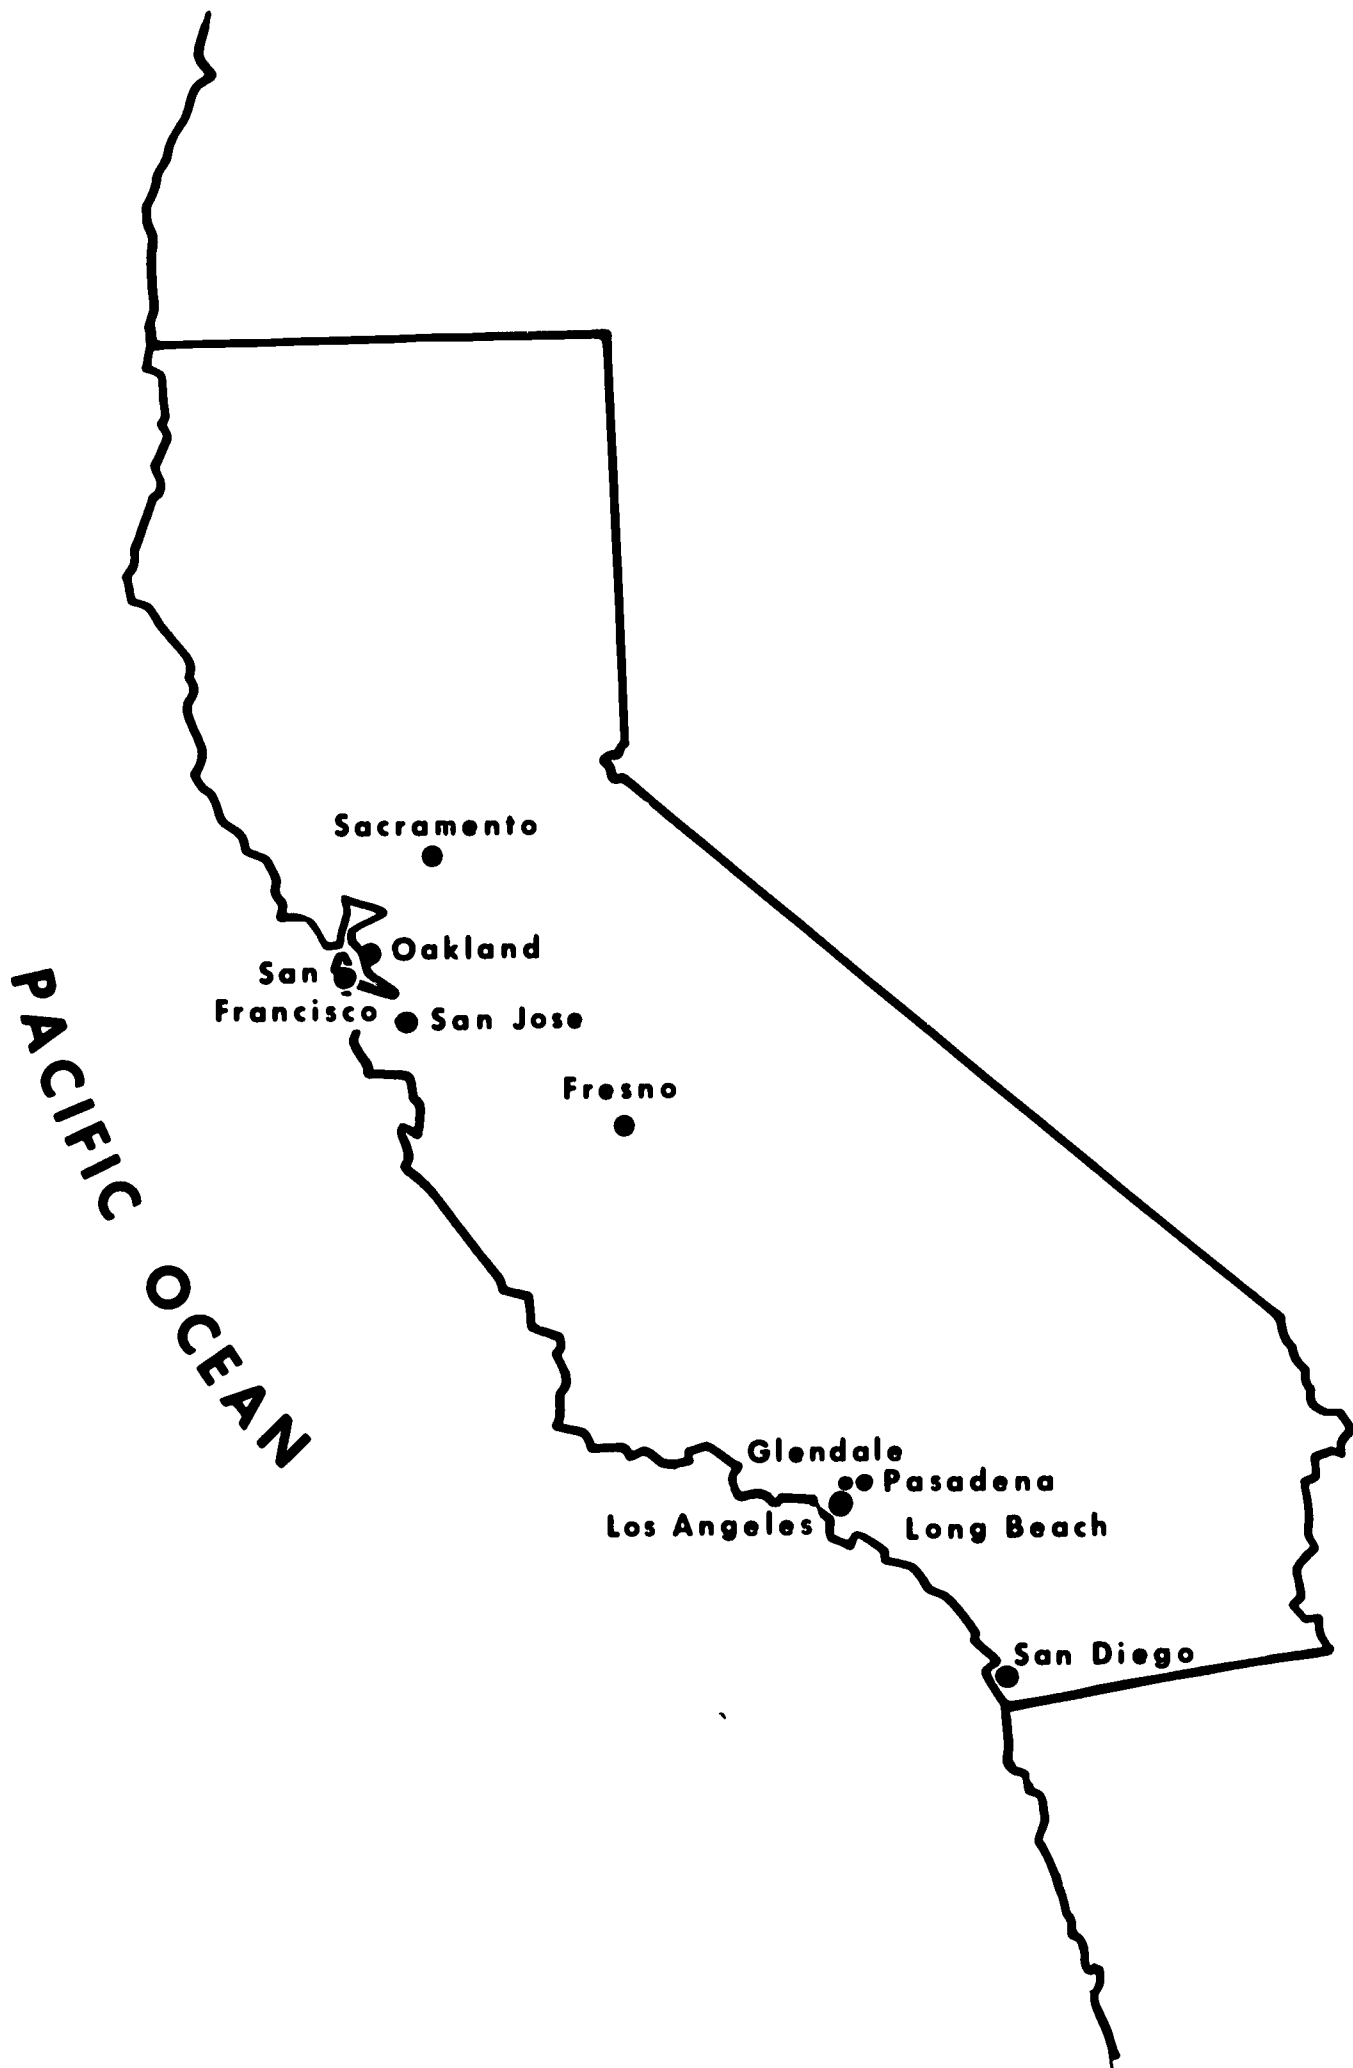 Sacramento
Oakland
San
Francisco
San Jose
Fresno
PACIFIC OCEAN
Glendale
Pasadena
Los Angeles
Long Beach
San Diego